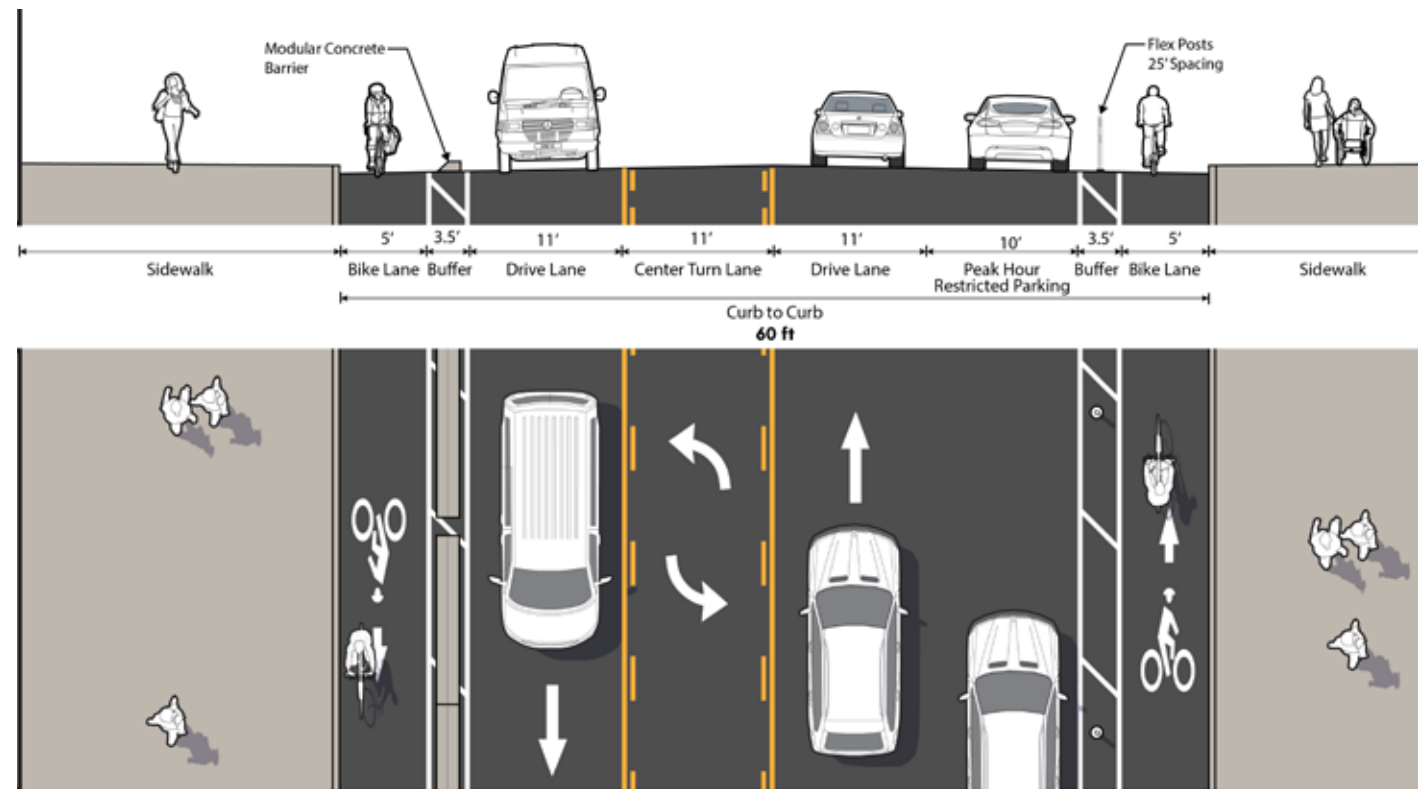 Modular Concrete
Barrier
Flex Posts
25' Spacing
5' 3.5' 11' 11' 11' 10' 3.5' 5'
Sidewalk Bike Lane Buffer Drive Lane Center Turn Lane Drive Lane Peak Hour Buffer Bike Lane Sidewalk
Restricted Parking
Curb to Curb
60 ft